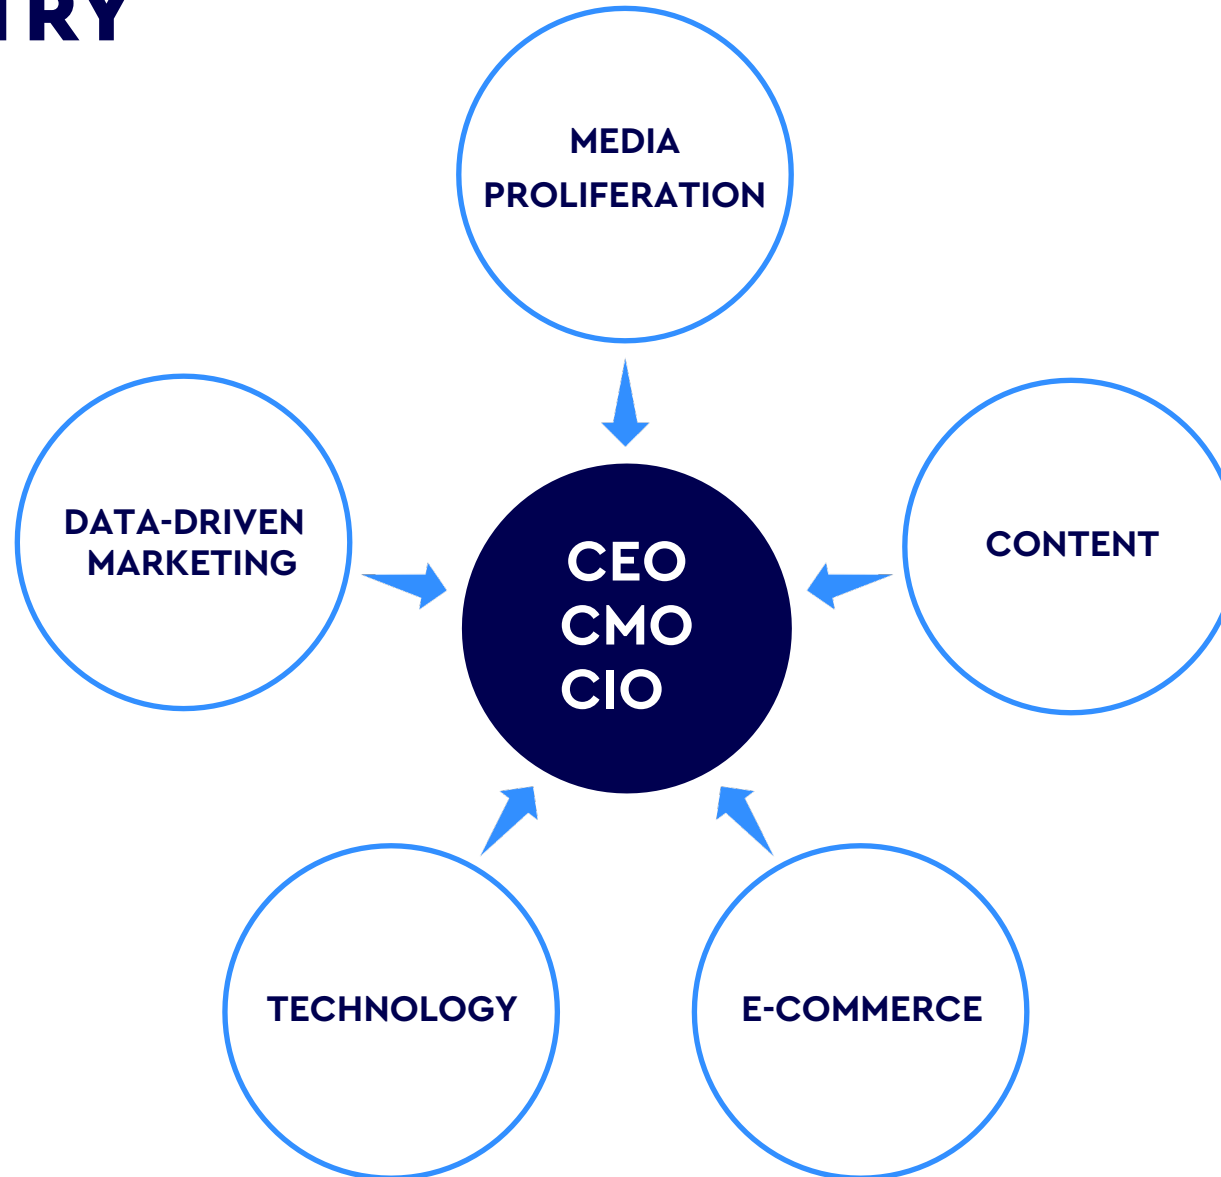 TRY
MEDIA
PROLIFERATION
DATA-DRIVEN
MARKETING
CONTENT
CEO
CMO
CIO
TECHNOLOGY
E-COMMERCE